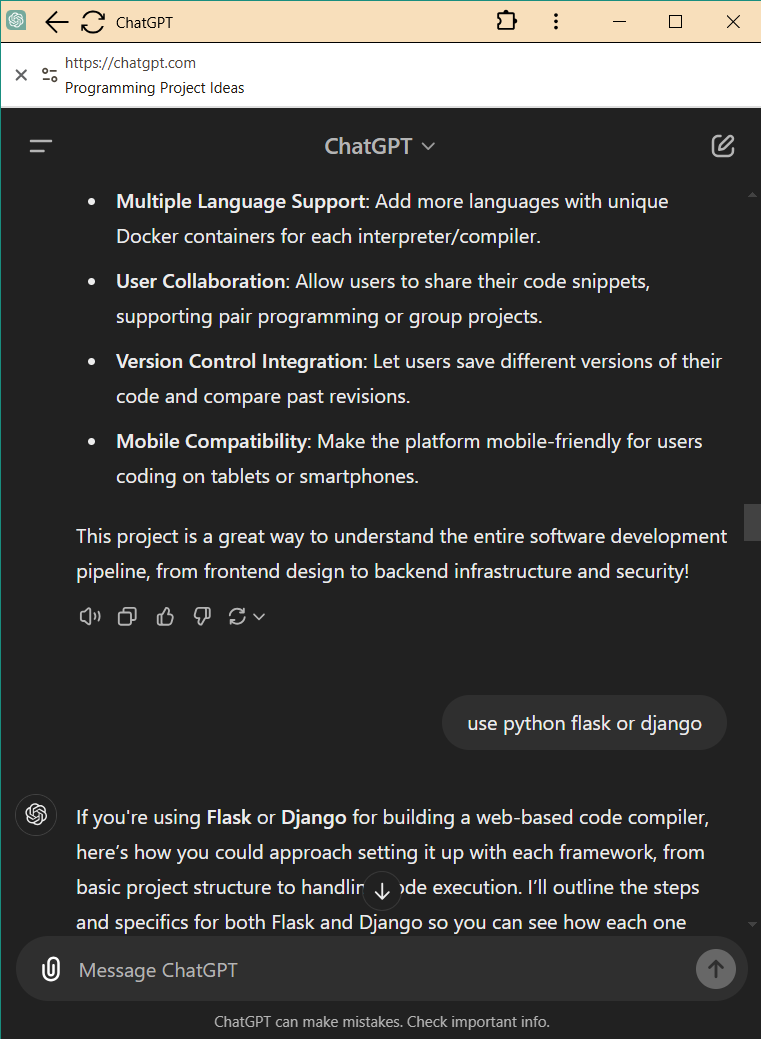 ChatGPT
https://chatgpt.com
Programming Project Ideas
ChatGPT
Multiple Language Support: Add more languages with unique
Docker containers for each interpreter/compiler.
User Collaboration: Allow users to share their code snippets,
supporting pair programming or group projects.
Version Control Integration: Let users save different versions of their
code and compare past revisions.
Mobile Compatibility: Make the platform mobile-friendly for users
coding on tablets or smartphones.
This project is a great way to understand the entire software development
pipeline, from frontend design to backend infrastructure and security!
use python flask or django
If you're using Flask or Django for building a web-based code compiler,
here’s how you could approach setting it up with each framework, from
basic project structure to execution. I’ll outline the steps
and specifics for both Flask and Django so you can see how each one
Message ChatGPT
ChatGPT can make mistakes. Check important info.